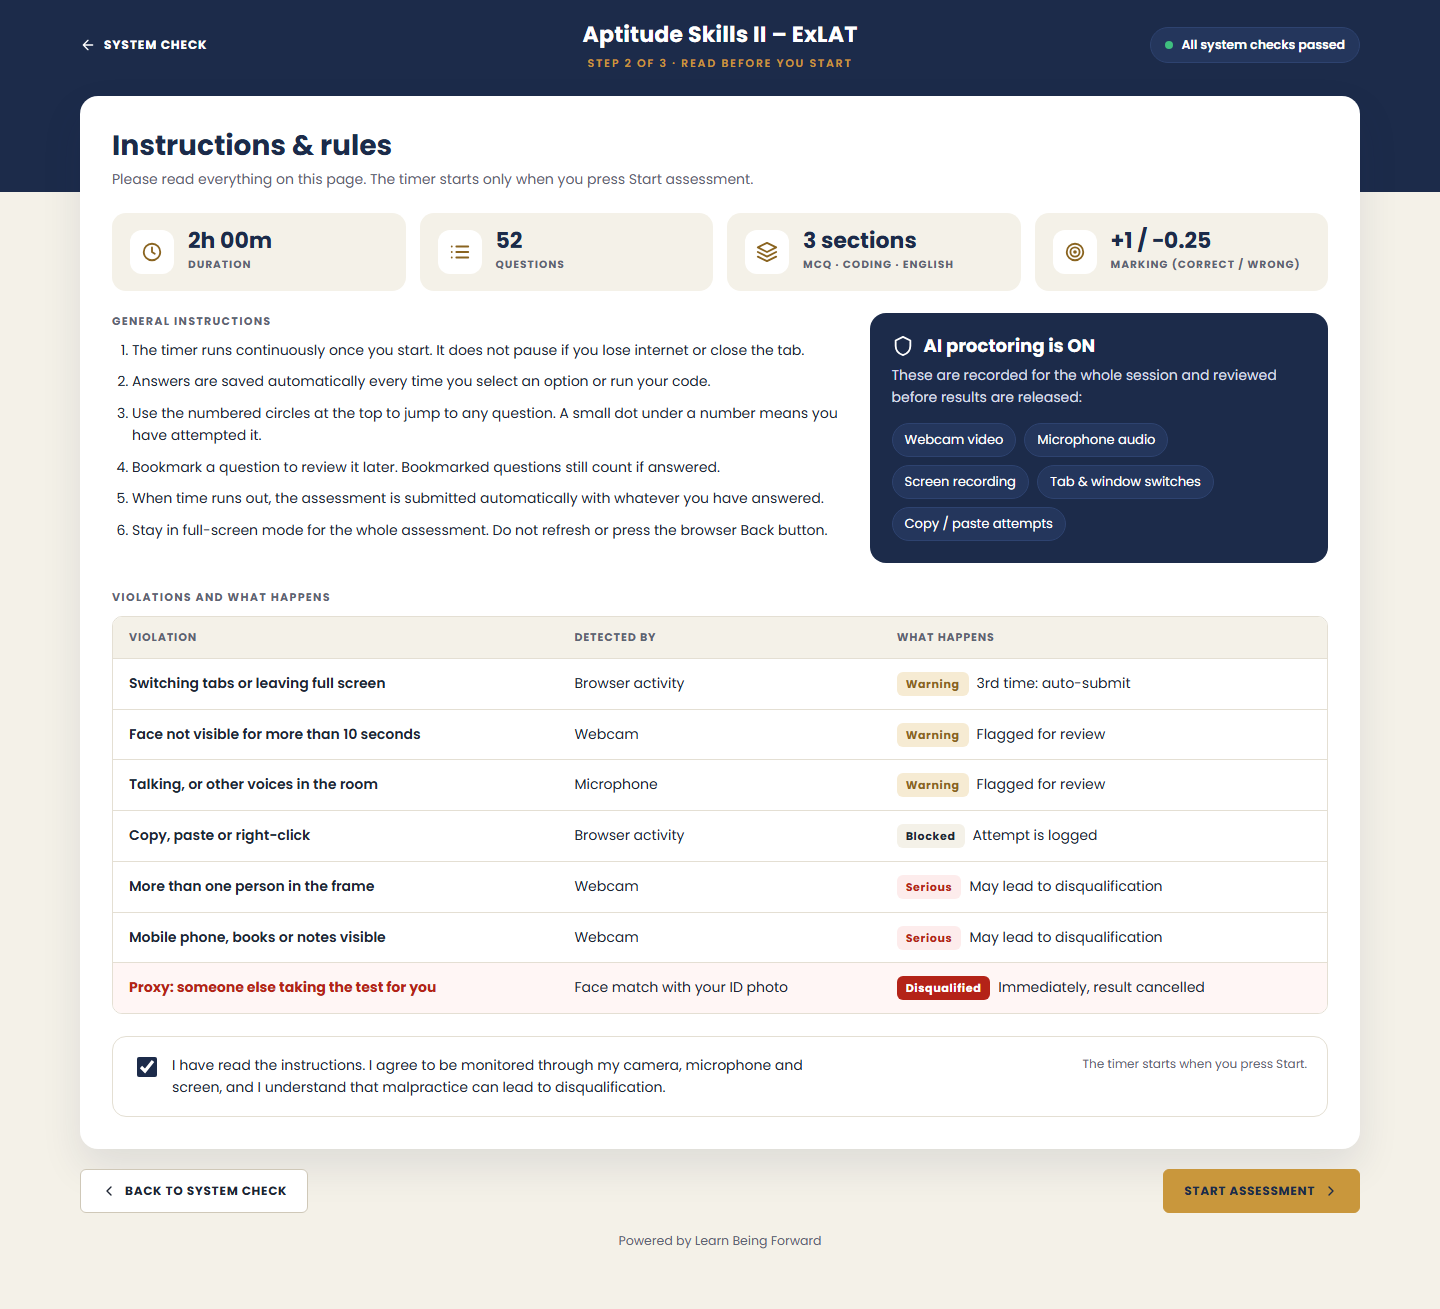 SYSTEM CHECK
Aptitude Skills II – ExLAT
STEP 2 OF 3 · READ BEFORE YOU START
All system checks passed
Instructions & rules
Please read everything on this page. The timer starts only when you press Start assessment.
2h 00m
DURATION
52
QUESTIONS
3 sections
MCQ · CODING · ENGLISH
+1 / −0.25
MARKING (CORRECT / WRONG)
GENERAL INSTRUCTIONS
1. The timer runs continuously once you start. It does not pause if you lose internet or close the tab.
2. Answers are saved automatically every time you select an option or run your code.
3. Use the numbered circles at the top to jump to any question. A small dot under a number means you
have attempted it.
4. Bookmark a question to review it later. Bookmarked questions still count if answered.
5. When time runs out, the assessment is submitted automatically with whatever you have answered.
6. Stay in full-screen mode for the whole assessment. Do not refresh or press the browser Back button.
AI proctoring is ON
These are recorded for the whole session and reviewed
before results are released:
Webcam video Microphone audio
Screen recording Tab & window switches
Copy / paste attempts
VIOLATIONS AND WHAT HAPPENS
VIOLATION DETECTED BY WHAT HAPPENS
Switching tabs or leaving full screen Browser activity Warning 3rd time: auto-submit
Face not visible for more than 10 seconds Webcam Warning Flagged for review
Talking, or other voices in the room Microphone Warning Flagged for review
Copy, paste or right-click Browser activity Blocked Attempt is logged
More than one person in the frame Webcam Serious May lead to disqualification
Mobile phone, books or notes visible Webcam Serious May lead to disqualification
Proxy: someone else taking the test for you Face match with your ID photo Disqualified Immediately, result cancelled
I have read the instructions. I agree to be monitored through my camera, microphone and
screen, and I understand that malpractice can lead to disqualification.
The timer starts when you press Start.
BACK TO SYSTEM CHECK
START ASSESSMENT
Powered by Learn Being Forward